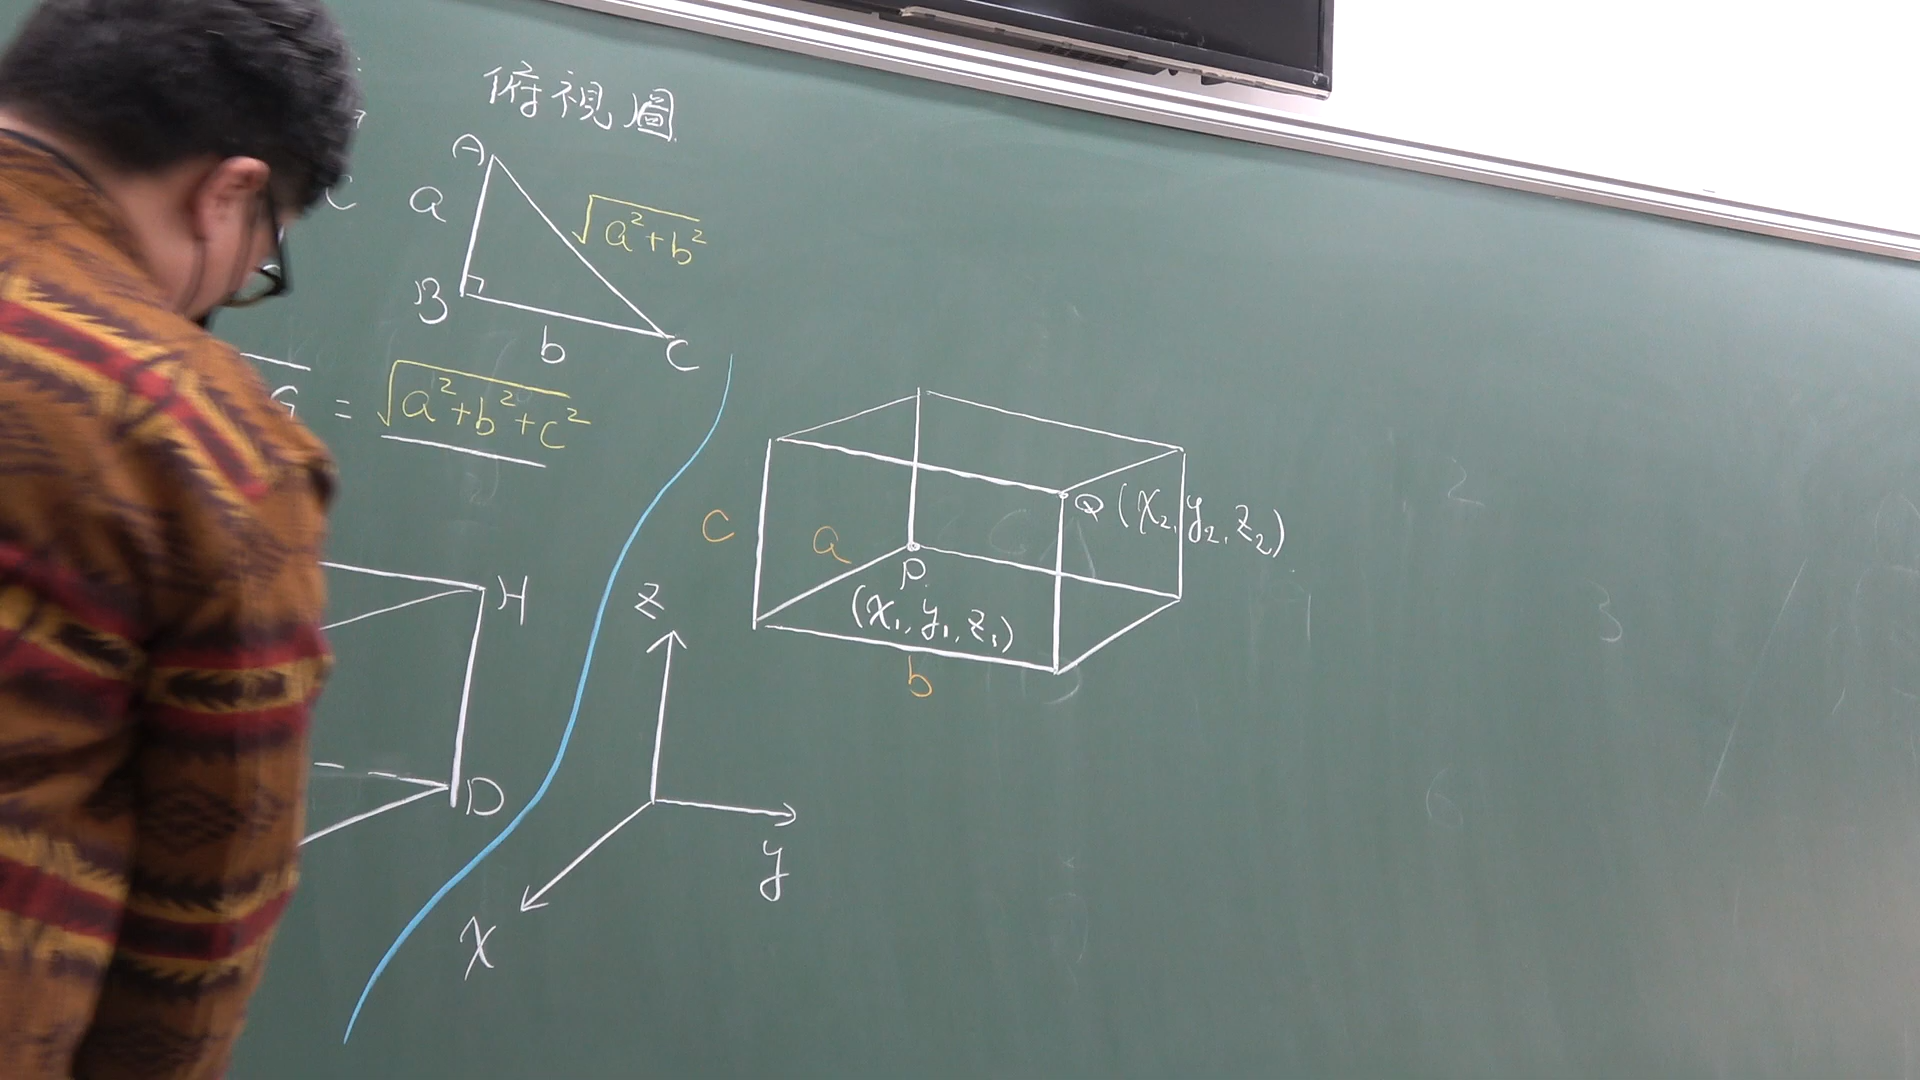 俯視圖
A
a
√a²+b²
B
b
C
C
G = √a²+b²+c²
H
D
c
a
b
P
(x₁, y₁, z₁)
Q (x₂, y₂, z₂)
z
y
x